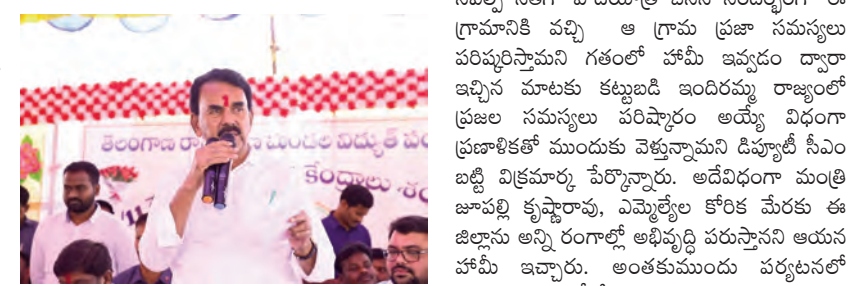 తెలంగాణ రా ణ మండల విద్యుత్ పం
కేంద్రాలు -శం
గ్రామానికి వచ్చి ఆ గ్రామ ప్రజా సమస్యలు
పరిష్కరిస్తామని గతంలో హామీ ఇవ్వడం ద్వారా
ఇచ్చిన మాటకు కట్టుబడి ఇందిరమ్మ రాజ్యంలో
ప్రజల సమస్యలు పరిష్కారం అయ్యే విధంగా
ప్రణాళికతో ముందుకు వెళ్తున్నామని డిప్యూటీ సీఎం
బట్టి విక్రమార్క పేర్కొన్నారు. అదేవిధంగా మంత్రి
జూపల్లి కృష్ణారావు, ఎమ్మెల్యేల కోరిక మేరకు ఈ
జిల్లాను అన్ని రంగాల్లో అభివృద్ధి పరుస్తానని ఆయన
హామీ ఇచ్చారు. అంతకుముందు పర్యటనలో